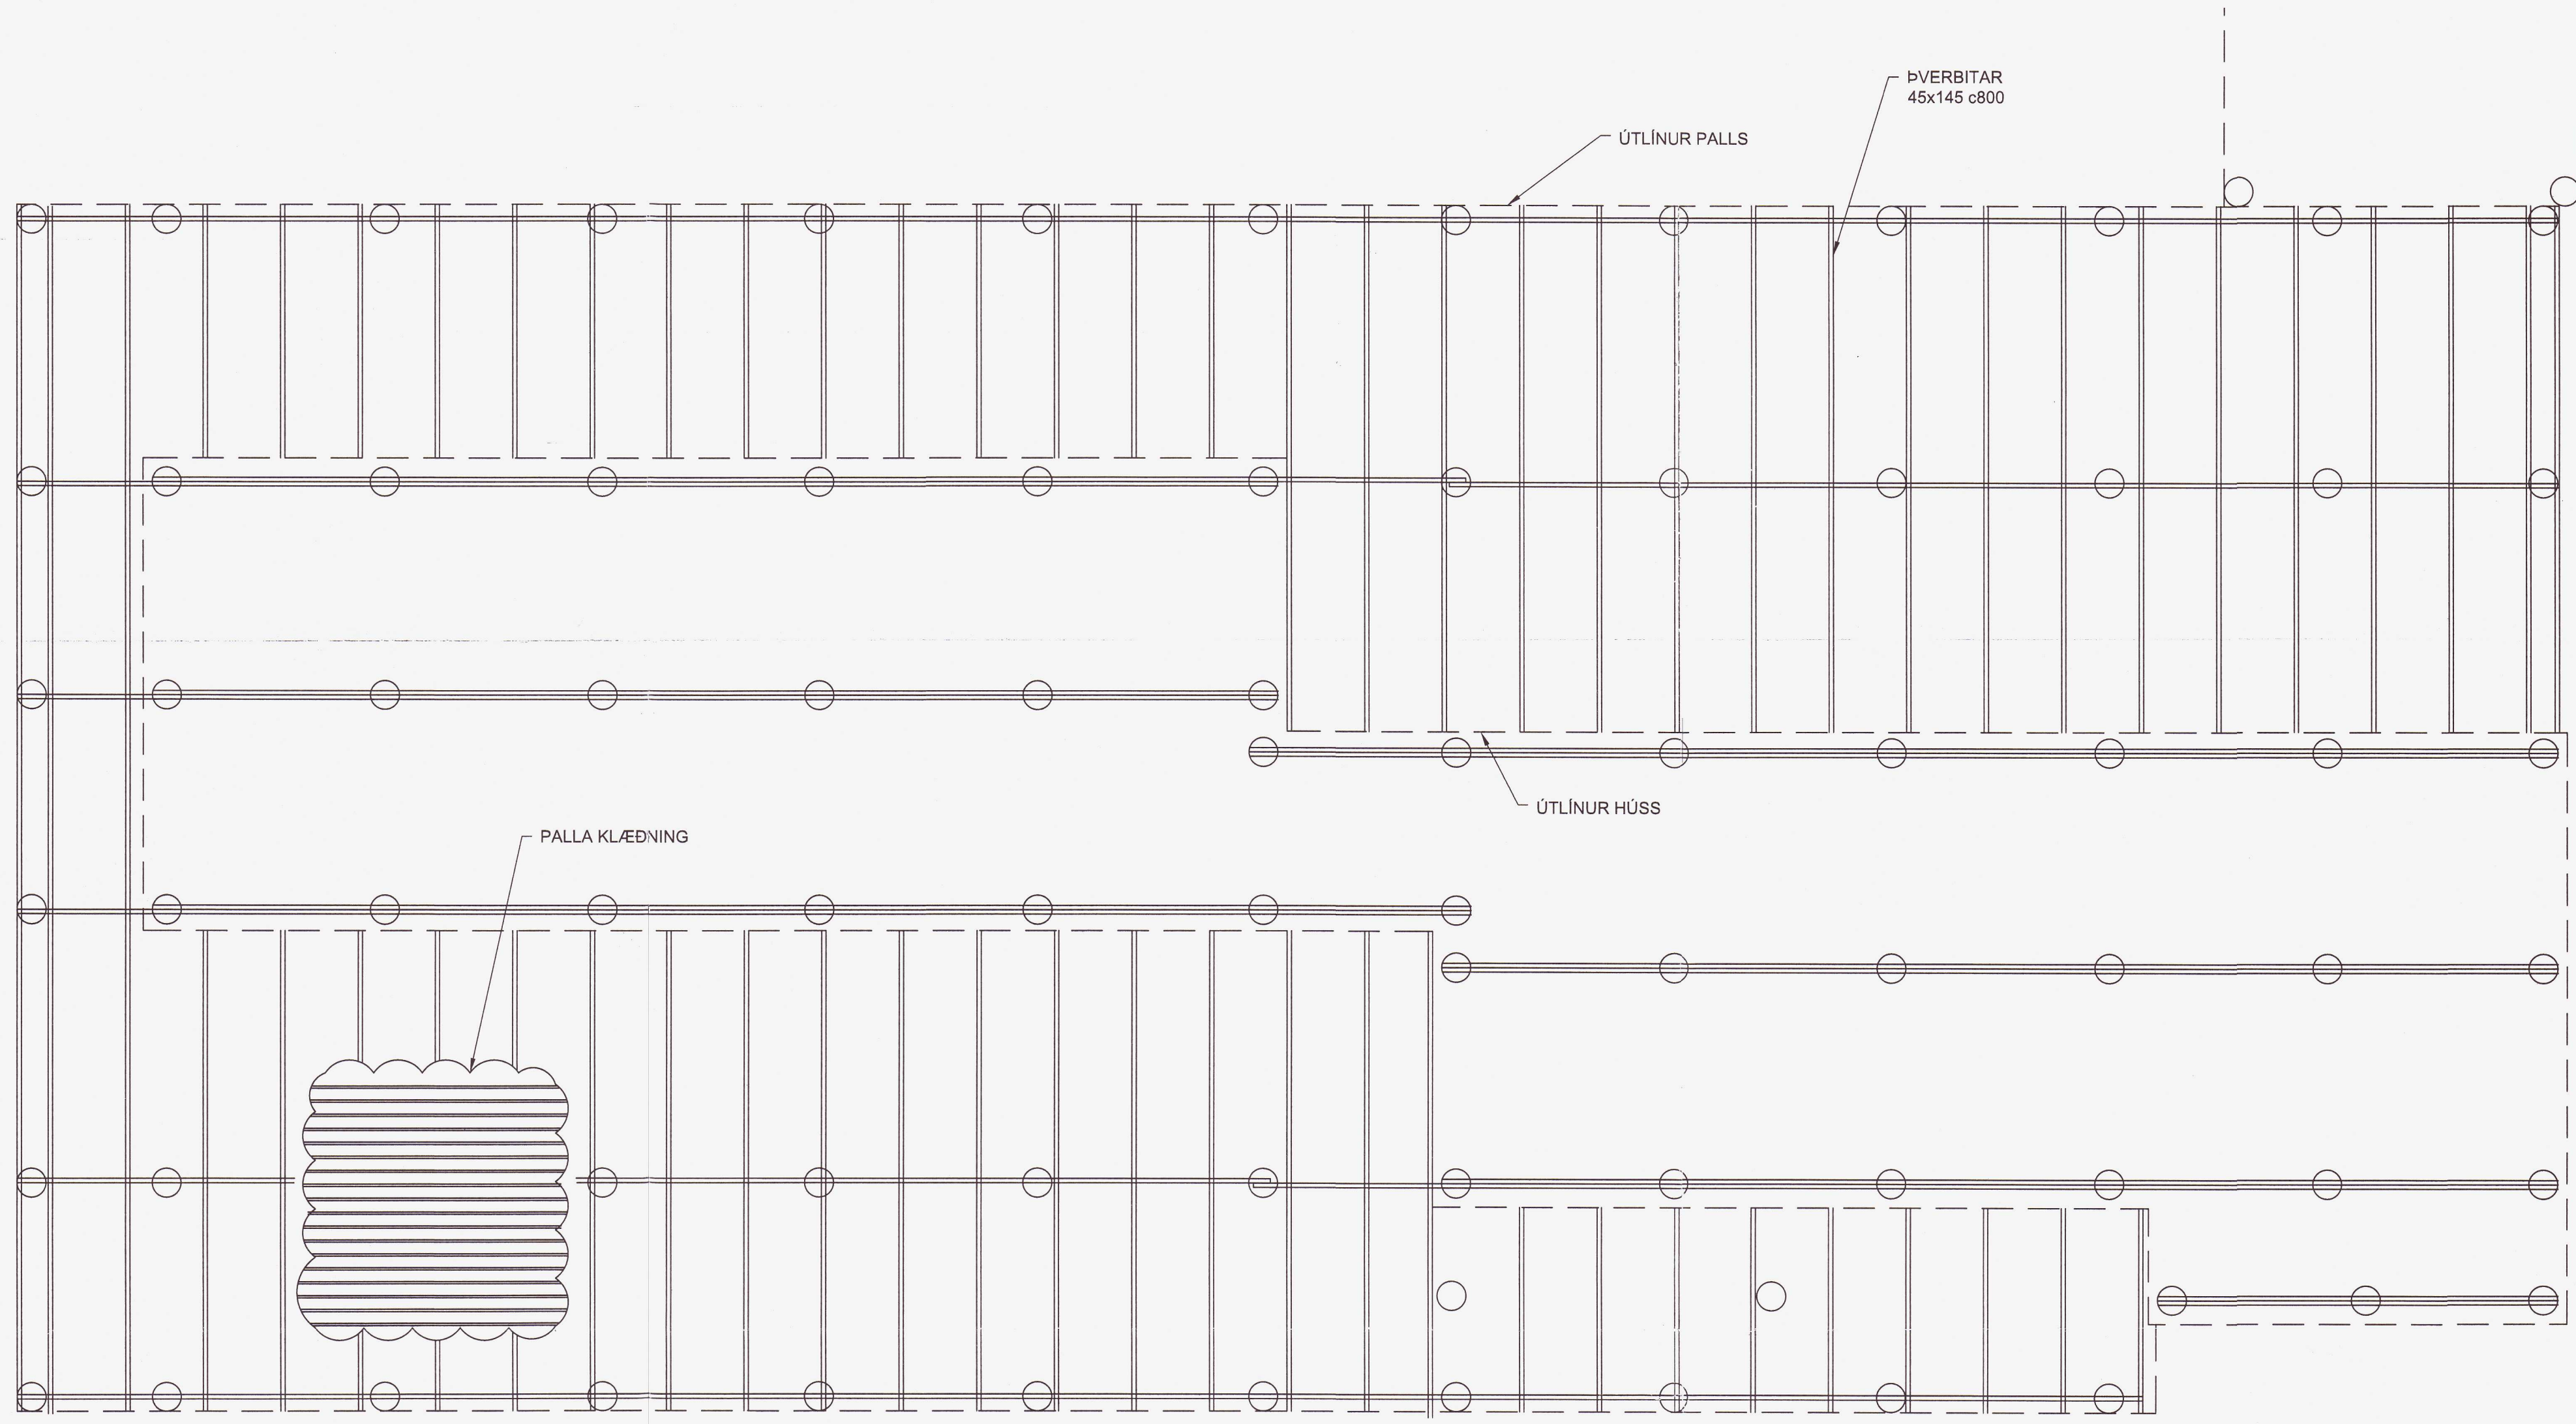 ÞVERBITAR
45x145 c800
ÚTLÍNUR PALLS
ÚTLÍNUR HÚSS
PALLA KLÆÐNING